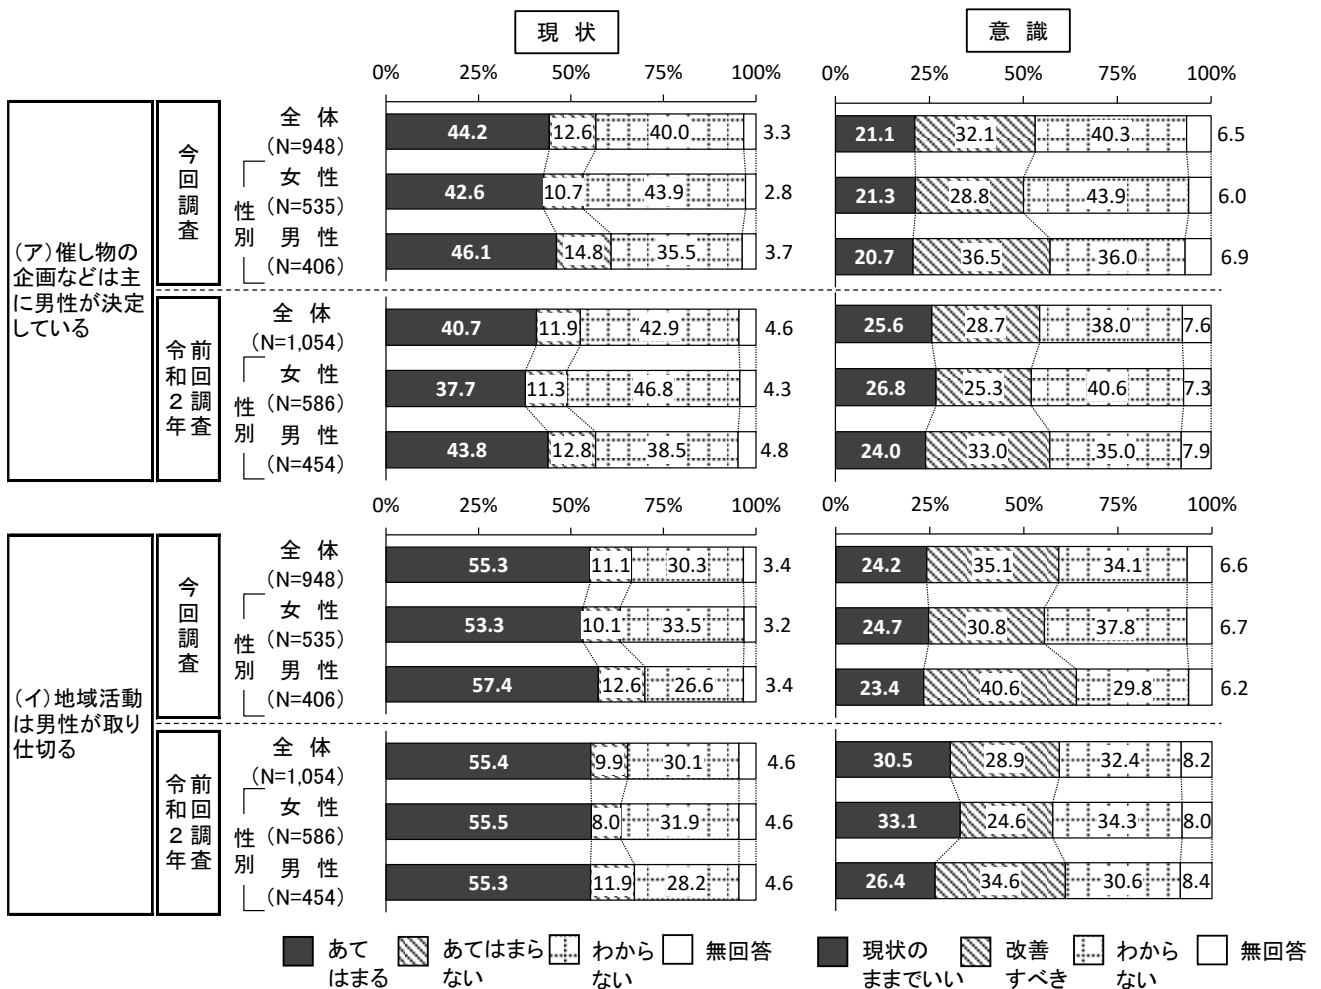 現 状
意 識
0% 25% 50% 75% 100%
0% 25% 50% 75% 100%
(ア)催し物の
企画などは主
に男性が決定
している
今回調査
性別
全 体
(N=948)
44.2 12.6 40.0 3.3
21.1 32.1 40.3 6.5
女 性
(N=535)
42.6 10.7 43.9 2.8
21.3 28.8 43.9 6.0
男 性
(N=406)
46.1 14.8 35.5 3.7
20.7 36.5 36.0 6.9
前回調査
令和2年
性別
全 体
(N=1,054)
40.7 11.9 42.9 4.6
25.6 28.7 38.0 7.6
女 性
(N=586)
37.7 11.3 46.8 4.3
26.8 25.3 40.6 7.3
男 性
(N=454)
43.8 12.8 38.5 4.8
24.0 33.0 35.0 7.9
0% 25% 50% 75% 100%
0% 25% 50% 75% 100%
(イ)地域活動
は男性が取り
仕切る
今回調査
性別
全 体
(N=948)
55.3 11.1 30.3 3.4
24.2 35.1 34.1 6.6
女 性
(N=535)
53.3 10.1 33.5 3.2
24.7 30.8 37.8 6.7
男 性
(N=406)
57.4 12.6 26.6 3.4
23.4 40.6 29.8 6.2
前回調査
令和2年
性別
全 体
(N=1,054)
55.4 9.9 30.1 4.6
30.5 28.9 32.4 8.2
女 性
(N=586)
55.5 8.0 31.9 4.6
33.1 24.6 34.3 8.0
男 性
(N=454)
55.3 11.9 28.2 4.6
26.4 34.6 30.6 8.4
あて
はまる
あてはまら
ない
わから
ない
無回答
現状の
ままでいい
改善
すべき
わから
ない
無回答